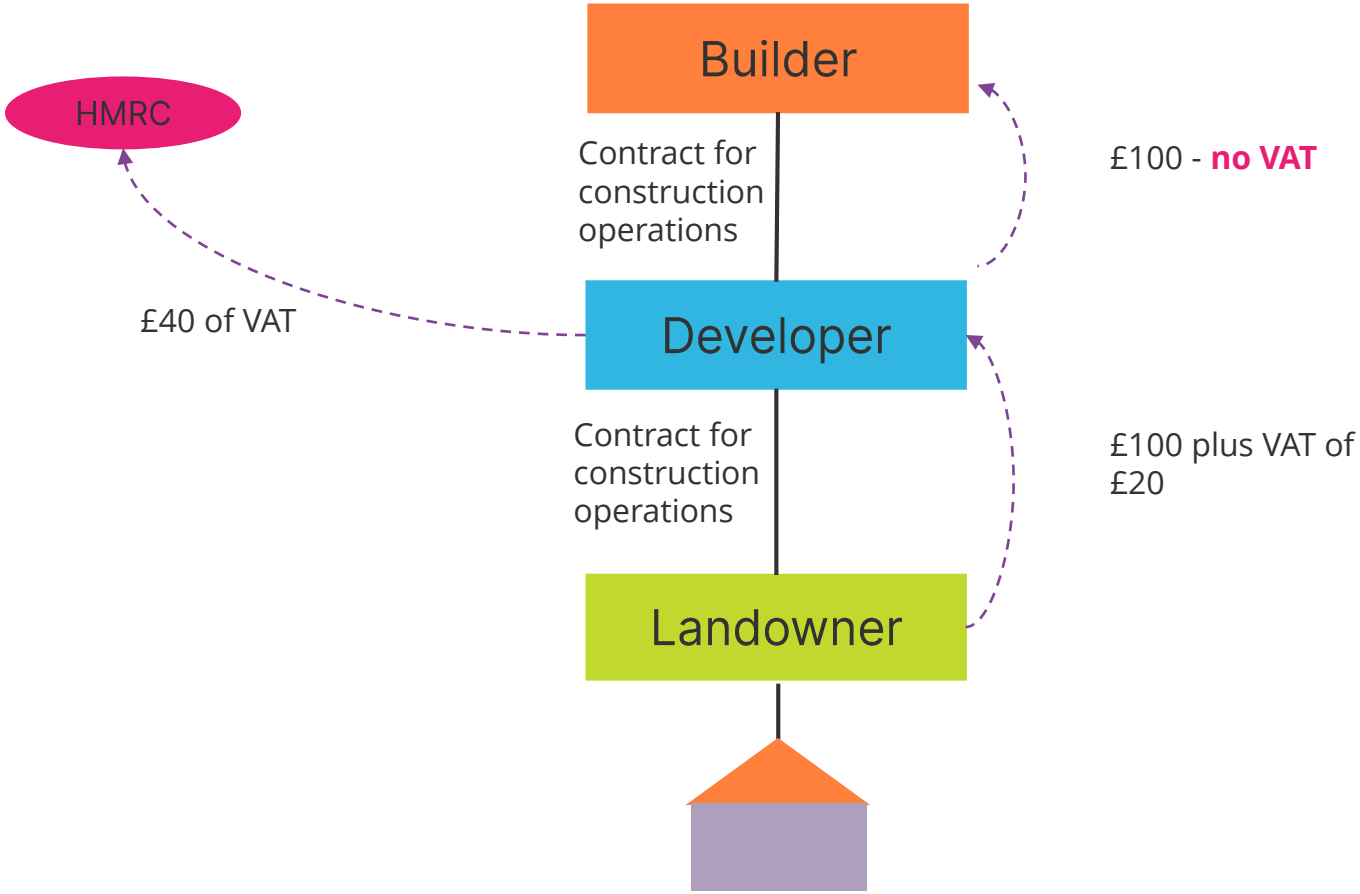 Builder
HMRC
Contract for
construction
operations
£100 - no VAT
£40 of VAT
Developer
Contract for
construction
operations
£100 plus VAT of
£20
Landowner